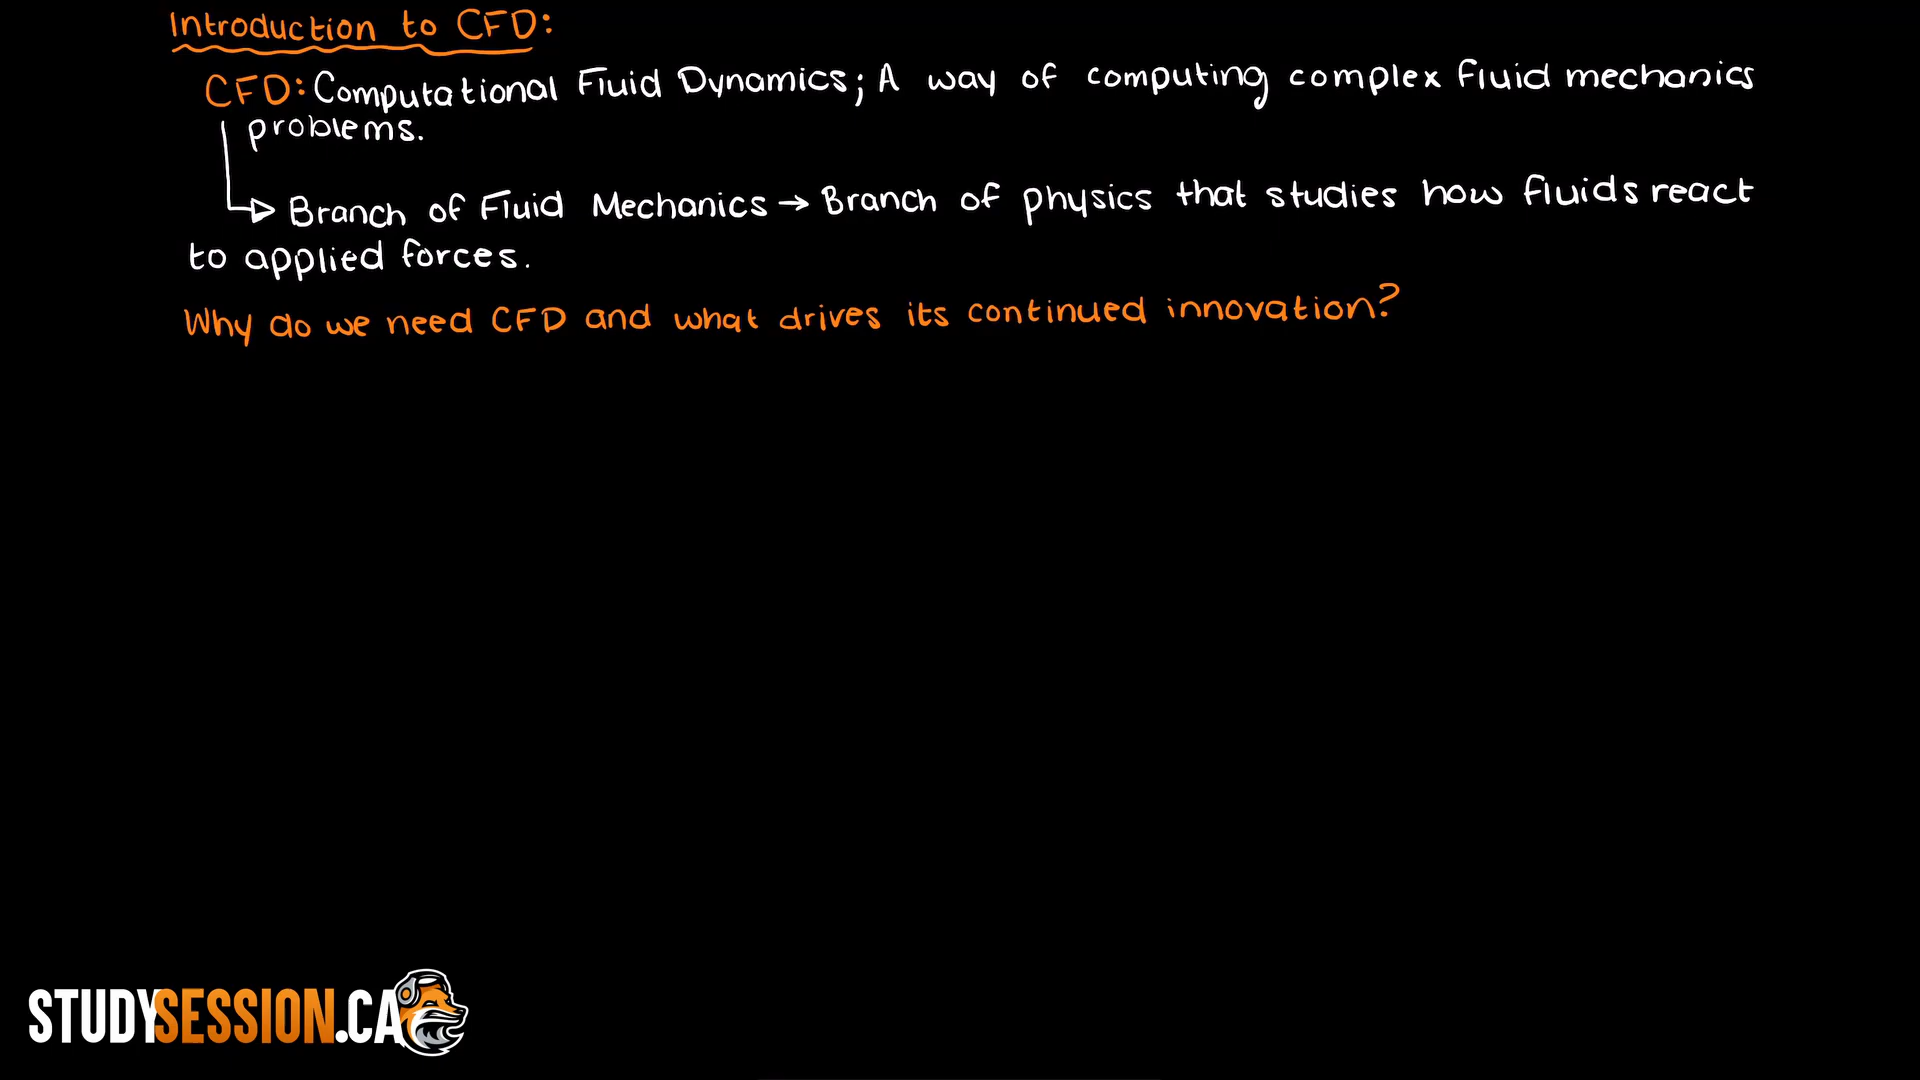 Introduction to CFD:
CFD: Computational Fluid Dynamics; A way of computing complex fluid mechanics
problems.
Branch of Fluid Mechanics → Branch of physics that studies how fluids react
to applied forces.
Why do we need CFD and what drives its continued innovation?
STUDYSESSION.CA